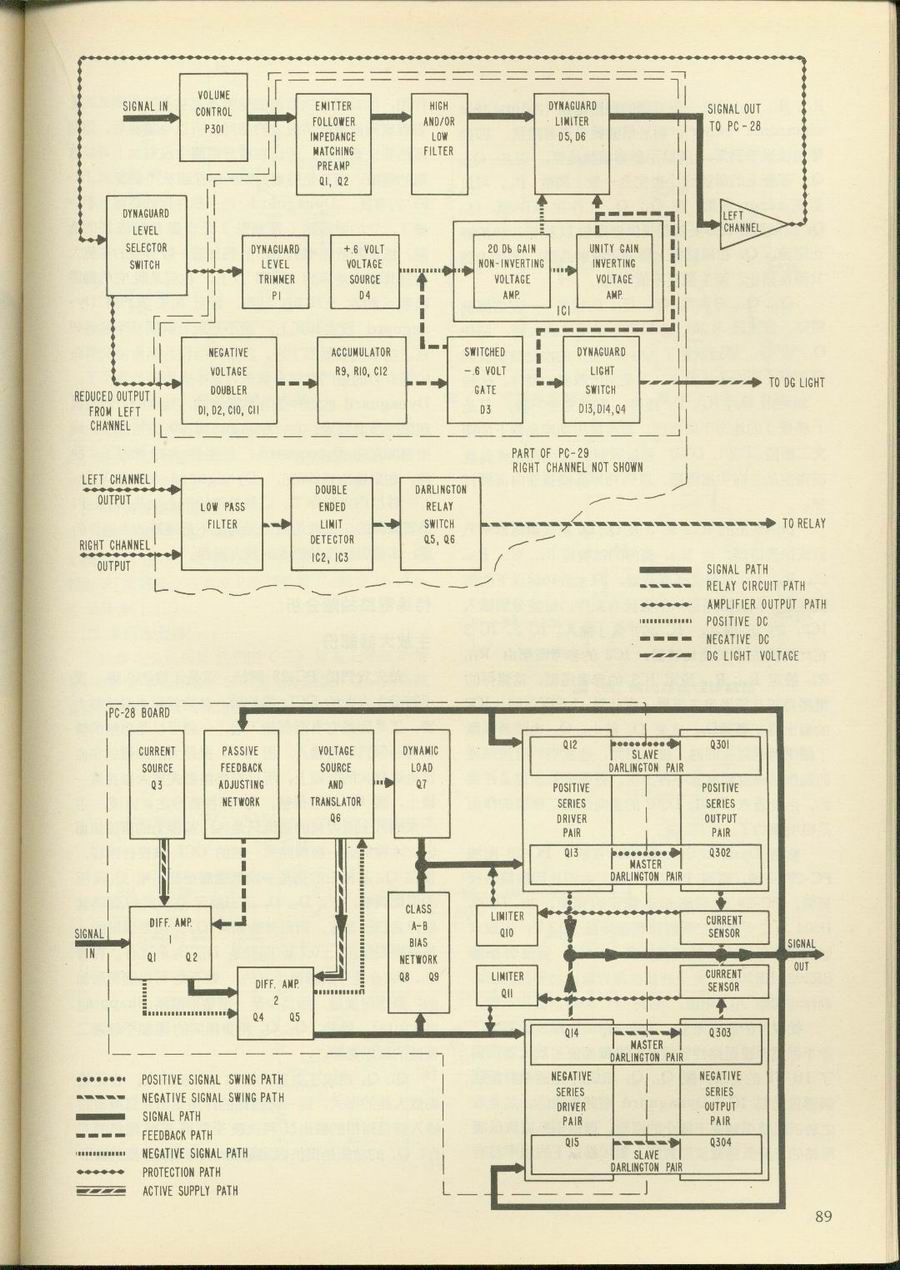 SIGNAL IN
VOLUME
CONTROL
P301
EMITTER
FOLLOWER
IMPEDANCE
MATCHING
PREAMP
Q1, Q2
HIGH
AND/OR
LOW
FILTER
DYNAGUARD
LIMITER
D5, D6
SIGNAL OUT
TO PC-28
LEFT
CHANNEL
DYNAGUARD
LEVEL
SELECTOR
SWITCH
DYNAGUARD
LEVEL
TRIMMER
P1
+.6 VOLT
VOLTAGE
SOURCE
D4
20 Db GAIN
NON-INVERTING
VOLTAGE
AMP.
UNITY GAIN
INVERTING
VOLTAGE
AMP.
IC1
NEGATIVE
VOLTAGE
DOUBLER
D1, D2, C10, C11
ACCUMULATOR
R9, R10, C12
SWITCHED
-.6 VOLT
GATE
D3
DYNAGUARD
LIGHT
SWITCH
D13,D14,Q4
TO DG LIGHT
REDUCED OUTPUT
FROM LEFT
CHANNEL
PART OF PC-29
RIGHT CHANNEL NOT SHOWN
LEFT CHANNEL
OUTPUT
RIGHT CHANNEL
OUTPUT
LOW PASS
FILTER
DOUBLE
ENDED
LIMIT
DETECTOR
IC2, IC3
DARLINGTON
RELAY
SWITCH
Q5, Q6
TO RELAY
SIGNAL PATH
RELAY CIRCUIT PATH
AMPLIFIER OUTPUT PATH
POSITIVE DC
NEGATIVE DC
DG LIGHT VOLTAGE
PC-28 BOARD
CURRENT
SOURCE
Q3
PASSIVE
FEEDBACK
ADJUSTING
NETWORK
VOLTAGE
SOURCE
AND
TRANSLATOR
Q6
DYNAMIC
LOAD
Q7
Q12
Q301
SLAVE
DARLINGTON PAIR
POSITIVE
SERIES
DRIVER
PAIR
POSITIVE
SERIES
OUTPUT
PAIR
Q13
Q302
MASTER
DARLINGTON PAIR
SIGNAL
IN
DIFF. AMP.
1
Q1 Q2
DIFF. AMP.
2
Q4 Q5
CLASS
A-B
BIAS
NETWORK
Q8 Q9
LIMITER
Q10
LIMITER
Q11
CURRENT
SENSOR
CURRENT
SENSOR
SIGNAL
OUT
Q14
Q303
MASTER
DARLINGTON PAIR
NEGATIVE
SERIES
DRIVER
PAIR
NEGATIVE
SERIES
OUTPUT
PAIR
Q15
Q304
SLAVE
DARLINGTON PAIR
POSITIVE SIGNAL SWING PATH
NEGATIVE SIGNAL SWING PATH
SIGNAL PATH
FEEDBACK PATH
NEGATIVE SIGNAL PATH
PROTECTION PATH
ACTIVE SUPPLY PATH
89